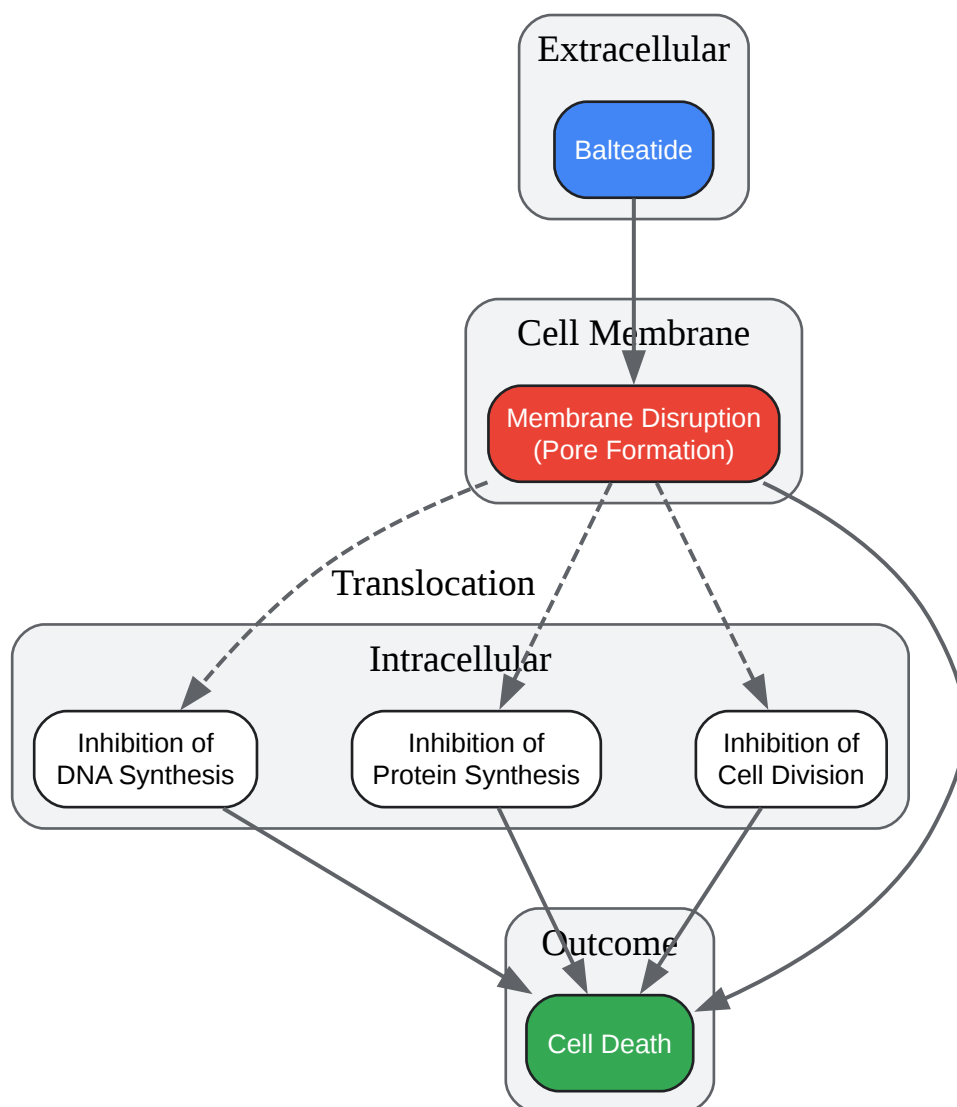 Extracellular
Balteatide
Cell Membrane
Membrane Disruption
(Pore Formation)
Translocation
Intracellular
Inhibition of
DNA Synthesis
Inhibition of
Protein Synthesis
Inhibition of
Cell Division
Outcome
Cell Death